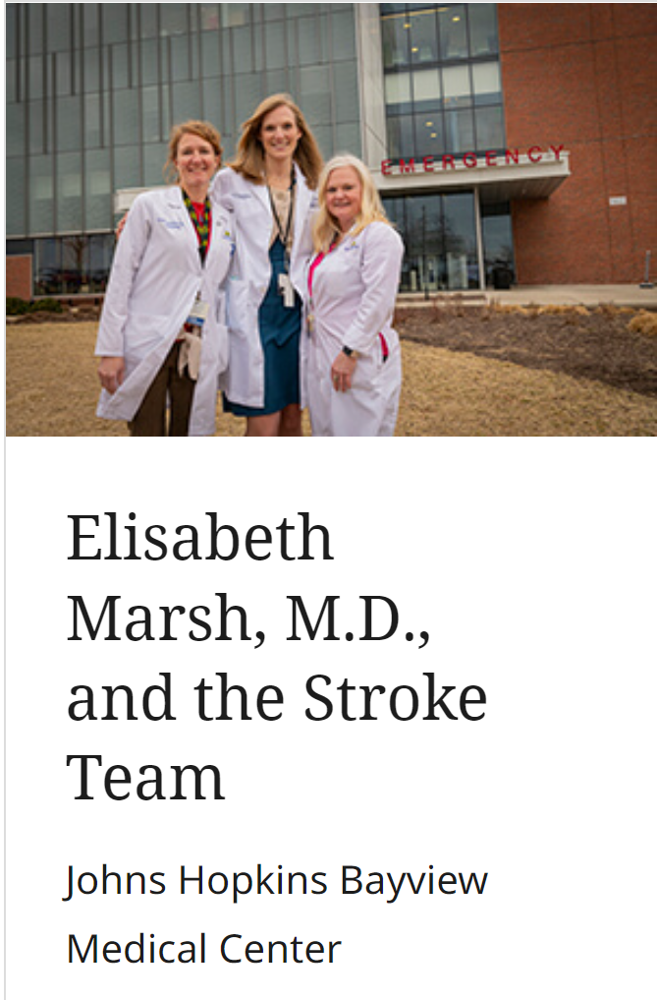 EMERGENCY
Elisabeth
Marsh, M.D.,
and the Stroke
Team
Johns Hopkins Bayview
Medical Center